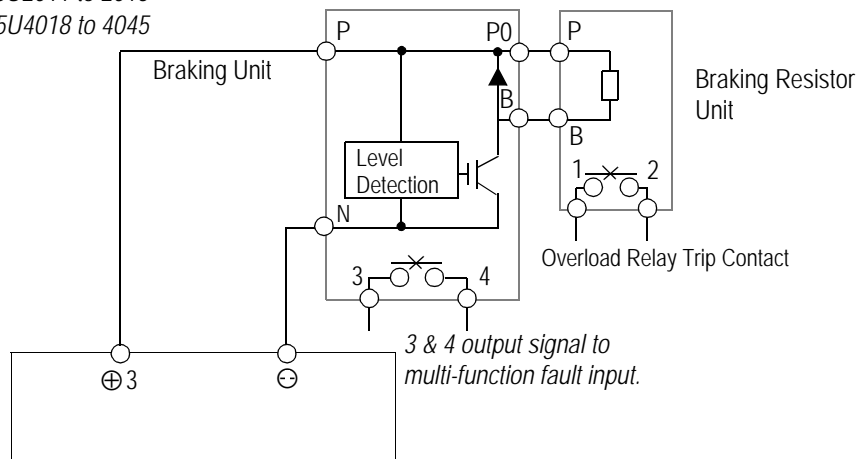 5U4018 to 4045
P
P0
P
Braking Unit
Braking Resistor
Unit
B
B
Level
Detection
1
2
N
Overload Relay Trip Contact
3
4
3 & 4 output signal to
multi-function fault input.
⊕3
⊖